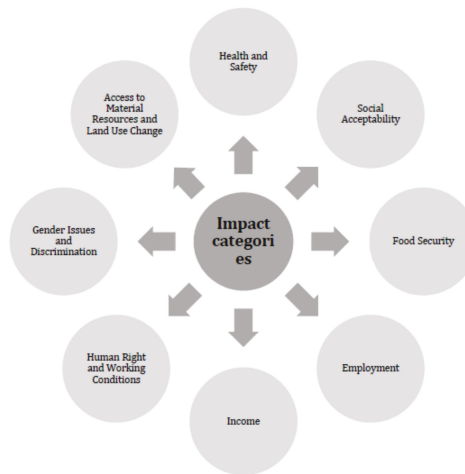 Health and
Safety
Social
Acceptability
Food Security
Employment
Income
Human Right
and Working
Conditions
Gender Issues
and
Discrimination
Access to
Material
Resources and
Land Use Change
Impact
categori
es